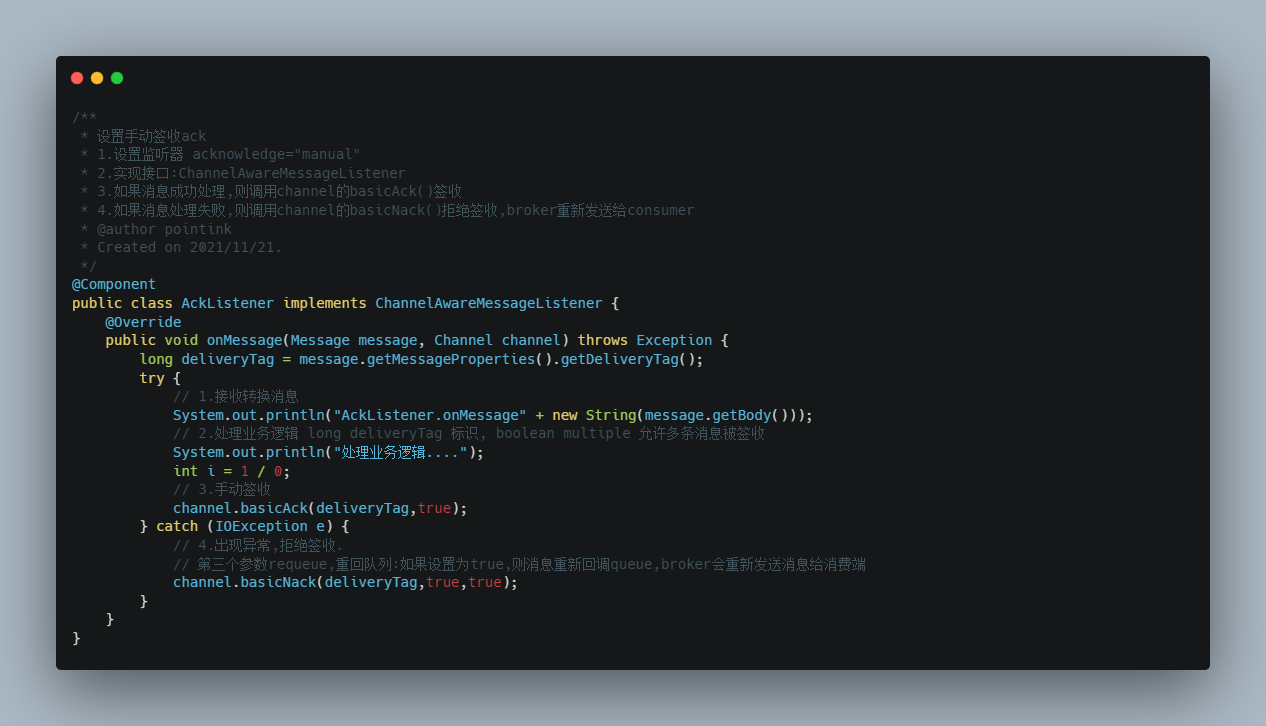 /**
 * 设置手动签收ack
 * 1.设置监听器 acknowledge="manual"
 * 2.实现接口:ChannelAwareMessageListener
 * 3.如果消息成功处理,则调用channel的basicAck()签收
 * 4.如果消息处理失败,则调用channel的basicNack()拒绝签收,broker重新发送给consumer
 * @author pointink
 * Created on 2021/11/21.
 */
@Component
public class AckListener implements ChannelAwareMessageListener {
    @Override
    public void onMessage(Message message, Channel channel) throws Exception {
        long deliveryTag = message.getMessageProperties().getDeliveryTag();
        try {
            // 1.接收转换消息
            System.out.println("AckListener.onMessage" + new String(message.getBody()));
            // 2.处理业务逻辑 long deliveryTag 标识, boolean multiple 允许多条消息被签收
            System.out.println("处理业务逻辑....");
            int i = 1 / 0;
            // 3.手动签收
            channel.basicAck(deliveryTag,true);
        } catch (IOException e) {
            // 4.出现异常,拒绝签收.
            // 第三个参数requeue,重回队列:如果设置为true,则消息重新回调queue,broker会重新发送消息给消费端
            channel.basicNack(deliveryTag,true,true);
        }
    }
}